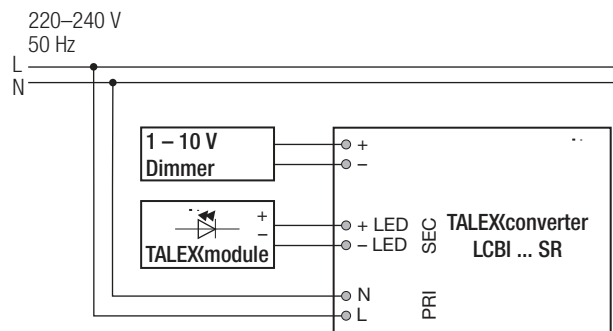 220–240 V
50 Hz
L
N
1 – 10 V
Dimmer
+
–
+
–
TALEXmodule
+ LED
– LED
SEC
TALEXconverter
LCBI ... SR
N
L
PRI